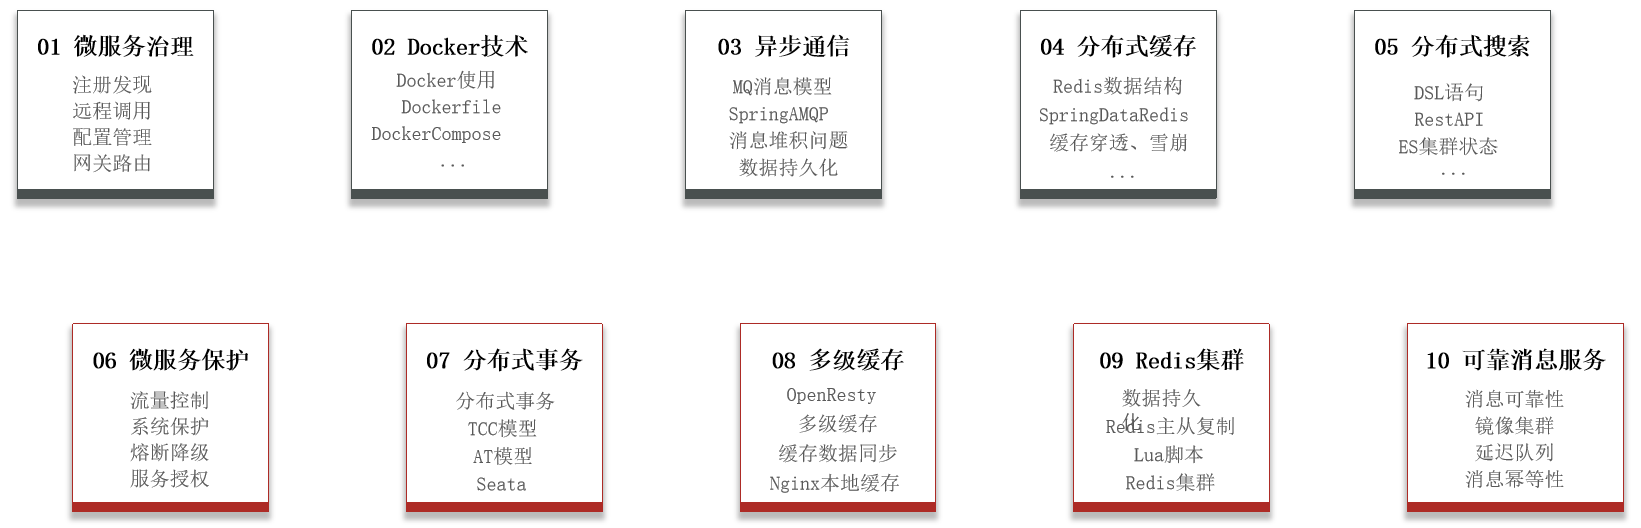 01 微服务治理
注册发现
远程调用
配置管理
网关路由
02 Docker技术
Docker使用
Dockerfile
DockerCompose
...
03 异步通信
MQ消息模型
SpringAMQP
消息堆积问题
数据持久化
04 分布式缓存
Redis数据结构
SpringDataRedis
缓存穿透、雪崩
...
05 分布式搜索
DSL语句
RestAPI
ES集群状态
...
06 微服务保护
流量控制
系统保护
熔断降级
服务授权
07 分布式事务
分布式事务
TCC模型
AT模型
Seata
08 多级缓存
OpenResty
多级缓存
缓存数据同步
Nginx本地缓存
09 Redis集群
数据持久
化
Redis主从复制
Lua脚本
Redis集群
10 可靠消息服务
消息可靠性
镜像集群
延迟队列
消息幂等性